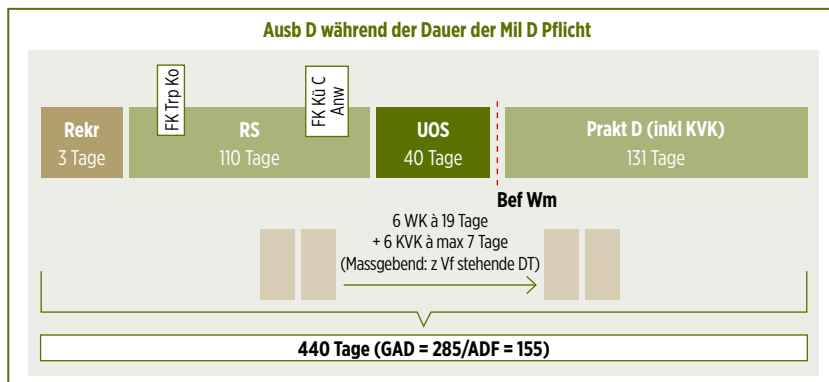 Ausb D während der Dauer der Mil D Pflicht
FK Trp Ko
FK Kü C
Anw
Rekr
3 Tage
RS
110 Tage
UOS
40 Tage
Prakt D (inkl KVK)
131 Tage
Bef Wm
6 WK à 19 Tage
+ 6 KVK à max 7 Tage
(Massgebend: z Vf stehende DT)
440 Tage (GAD = 285/ADF = 155)